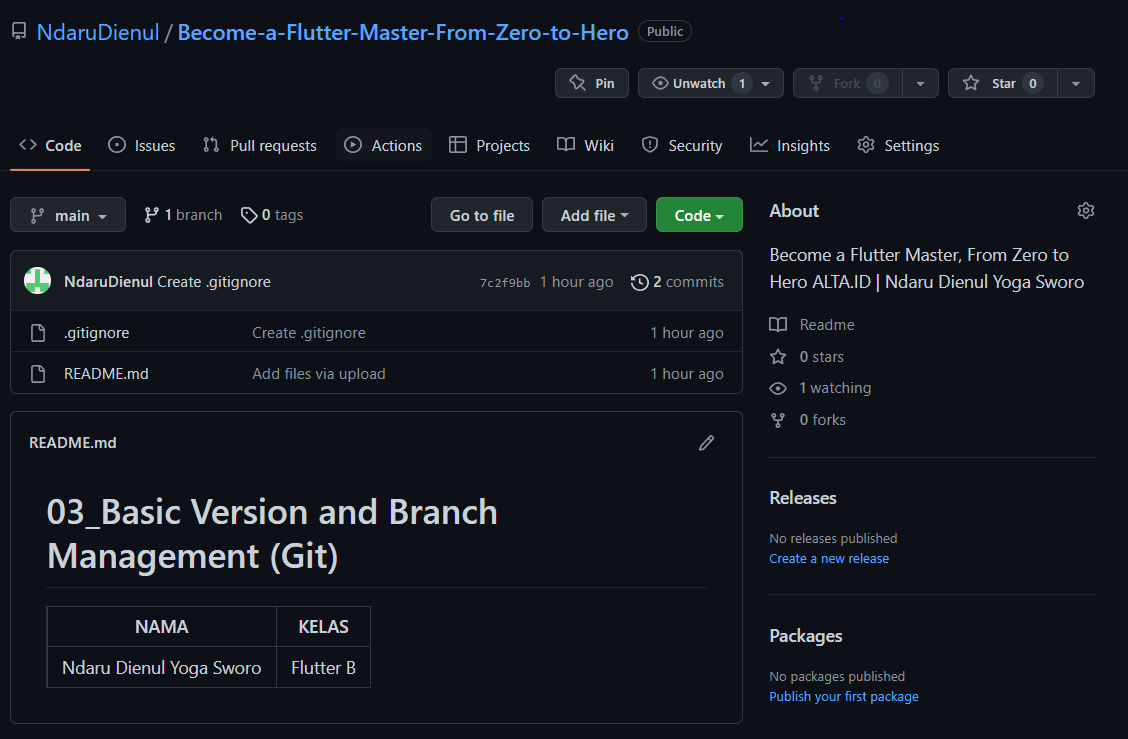 NdaruDienul / Become-a-Flutter-Master-From-Zero-to-Hero Public
Pin Unwatch 1 Fork 0 Star 0
Code Issues Pull requests Actions Projects Wiki Security Insights Settings
main 1 branch 0 tags Go to file Add file Code
NdaruDienul Create .gitignore 7c2f9bb 1 hour ago 2 commits
.gitignore Create .gitignore 1 hour ago
README.md Add files via upload 1 hour ago
README.md
03_Basic Version and Branch
Management (Git)
NAMA KELAS
Ndaru Dienul Yoga Sworo Flutter B
About
Become a Flutter Master, From Zero to
Hero ALTA.ID | Ndaru Dienul Yoga Sworo
Readme
0 stars
1 watching
0 forks
Releases
No releases published
Create a new release
Packages
No packages published
Publish your first package